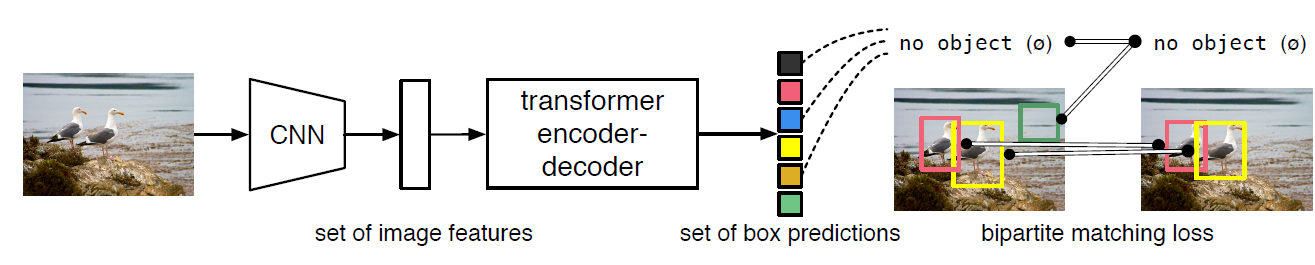 no object (ø)
no object (ø)
CNN
transformer
encoder-
decoder
set of image features
set of box predictions
bipartite matching loss